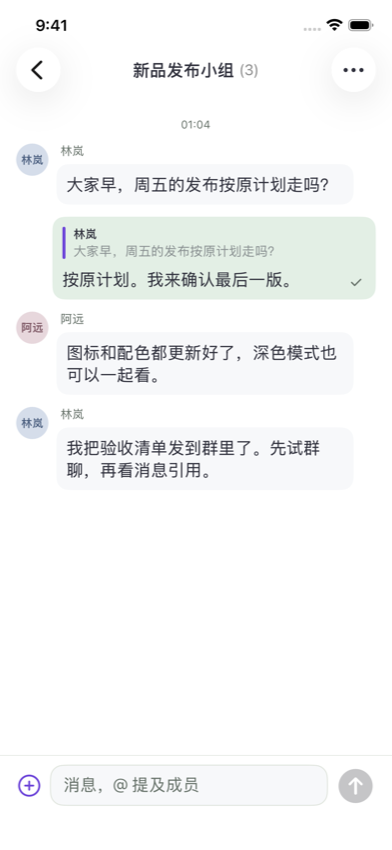 9:41
新品发布小组 (3)
01:04
林岚
林岚
大家早，周五的发布按原计划走吗?
林岚
大家早，周五的发布按原计划走吗?
按原计划。我来确认最后一版。
阿远
阿远
图标和配色都更新好了，深色模式也
可以一起看。
林岚
林岚
我把验收清单发到群里了。先试群
聊，再看消息引用。
消息，@ 提及成员